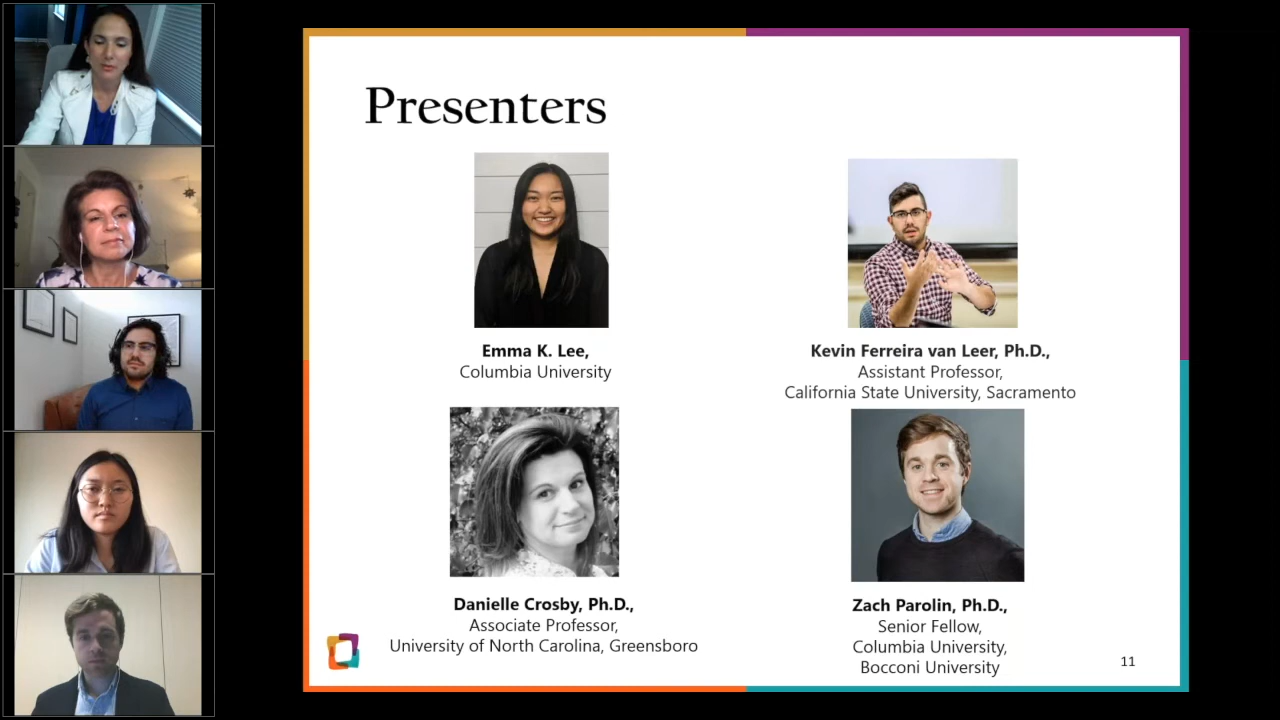 Presenters
Emma K. Lee,
Columbia University
Kevin Ferreira van Leer, Ph.D.,
Assistant Professor,
California State University, Sacramento
Danielle Crosby, Ph.D.,
Associate Professor,
University of North Carolina, Greensboro
Zach Parolin, Ph.D.,
Senior Fellow,
Columbia University,
Bocconi University
11